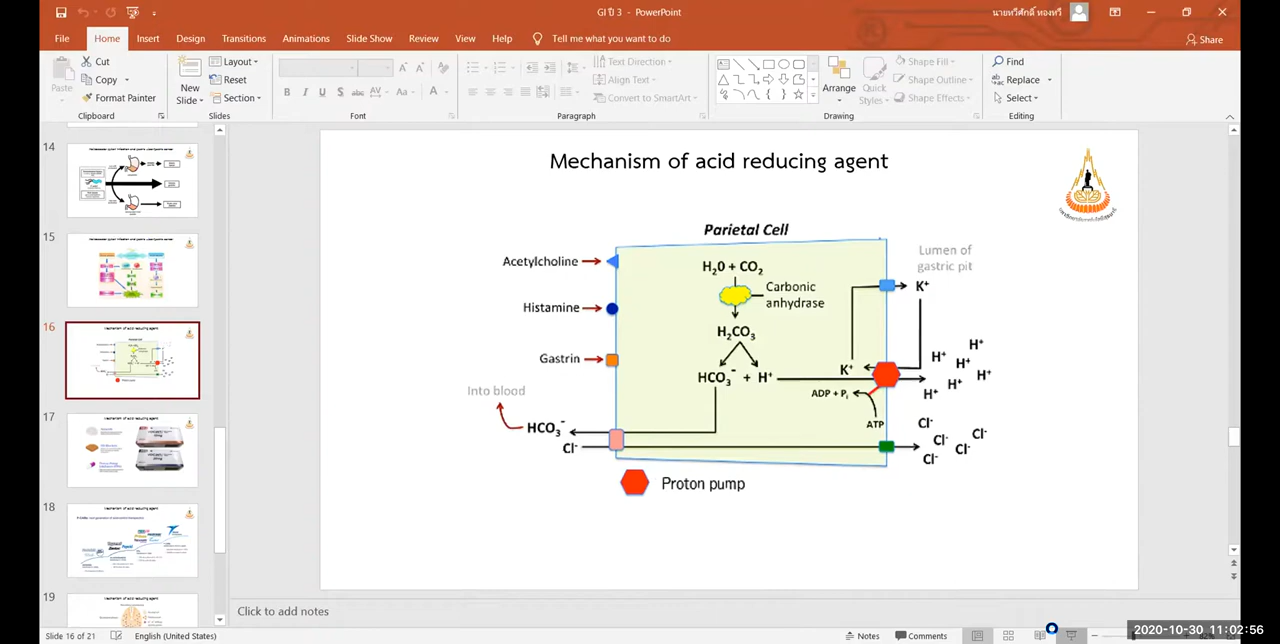 GI ปี 3 - PowerPoint
นายทวีศักดิ์ ทองทวี
File Home Insert Design Transitions Animations Slide Show Review View Help Tell me what you want to do
Share
Paste
Cut
Copy
Format Painter
Clipboard
New
Slide
Layout
Reset
Section
Slides
B I U S abc AV Aa A
Font
Text Direction
Align Text
Convert to SmartArt
Paragraph
Arrange
Quick
Styles
Shape Fill
Shape Outline
Shape Effects
Drawing
Find
Replace
Select
Editing
14
15
16
17
18
19
Mechanism of acid reducing agent
Parietal Cell
Lumen of
gastric pit
Acetylcholine
H₂0 + CO₂
Carbonic
anhydrase
K⁺
Histamine
H₂CO₃
Gastrin
HCO₃⁻ + H⁺
K⁺
H⁺ H⁺ H⁺ H⁺ H⁺ H⁺
ADP + Pᵢ
ATP
Into blood
HCO₃⁻
Cl⁻
Cl⁻ Cl⁻ Cl⁻ Cl⁻ Cl⁻
Proton pump
Click to add notes
Slide 16 of 21 English (United States) Notes Comments
2020-10-30 11:02:56